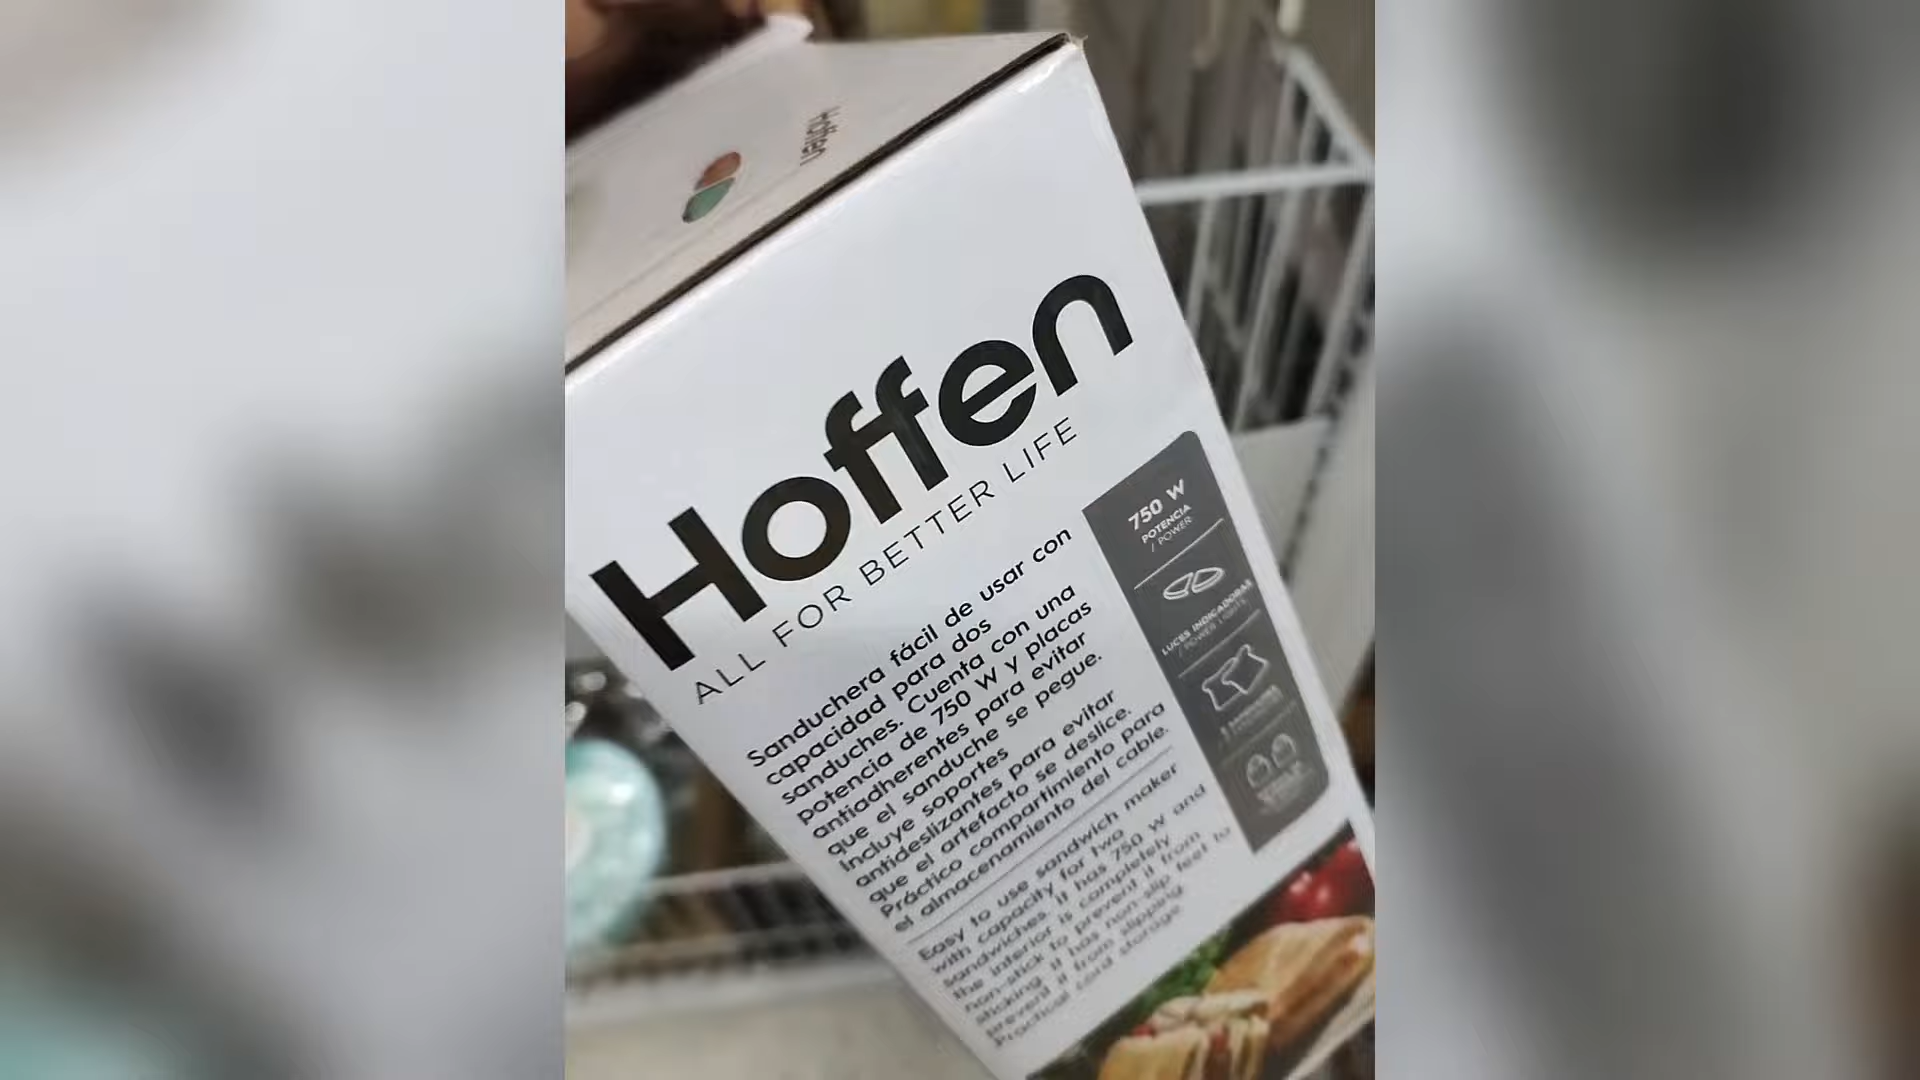 Hoffen
Hoffen
ALL FOR BETTER LIFE
Sanduchera fácil de usar con
capacidad para dos
sanduches. Cuenta con una
potencia de 750 W y placas
antiadherentes para evitar
que el sanduche se pegue.
Incluye soportes
antideslizantes para evitar
que el artefacto se deslice.
Práctico compartimiento para
el almacenamiento del cable.
Easy to use sandwich maker
with capacity for two
sandwiches. It has 750 W and
the interior is completely
non-stick to prevent it from
sticking. It has non-slip feet to
prevent it from slipping.
Practical cord storage.
750 W
POTENCIA
/ POWER
LUCES INDICADORAS
/ POWER LIGHTS